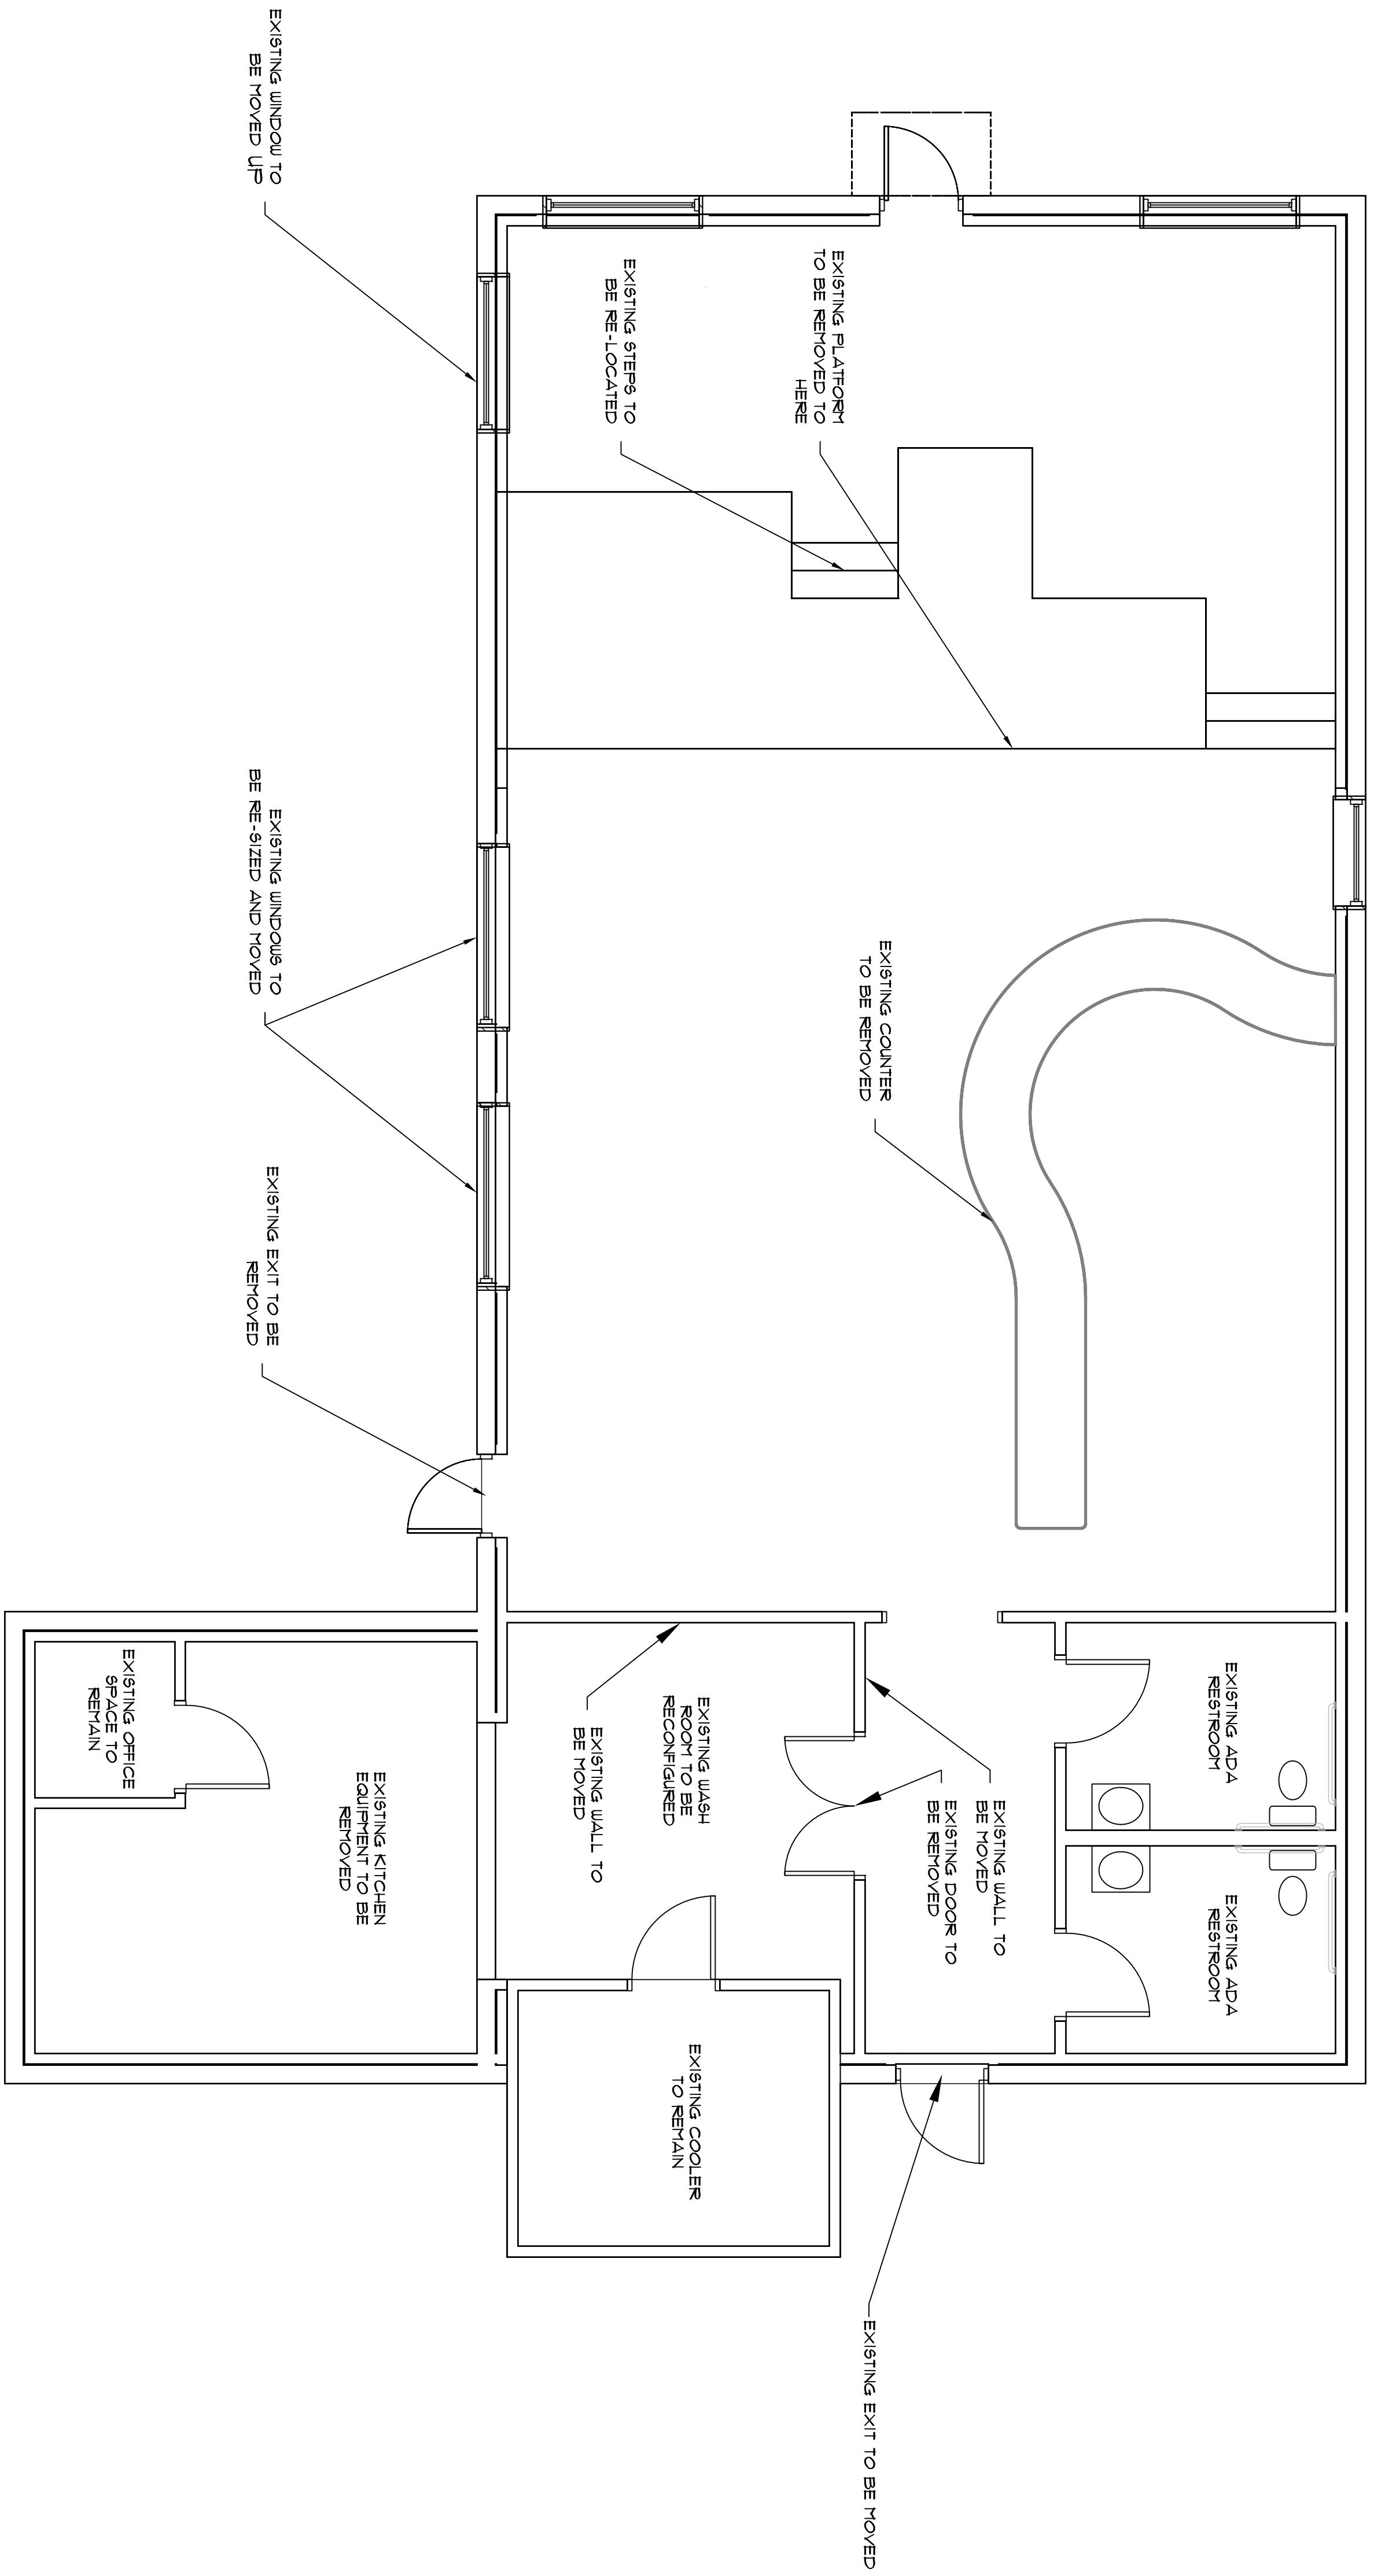 EXISTING WINDOW TO
BE MOVED UP
EXISTING STEPS TO
BE RE-LOCATED
EXISTING PLATFORM
TO BE REMOVED TO
HERE
EXISTING WINDOWS TO
BE RE-SIZED AND MOVED
EXISTING COUNTER
TO BE REMOVED
EXISTING EXIT TO BE
REMOVED
EXISTING OFFICE
SPACE TO
REMAIN
EXISTING KITCHEN
EQUIPMENT TO BE
REMOVED
EXISTING WALL TO
BE MOVED
EXISTING WASH
ROOM TO BE
RECONFIGURED
EXISTING DOOR TO
BE REMOVED
EXISTING WALL TO
BE MOVED
EXISTING ADA
RESTROOM
EXISTING ADA
RESTROOM
EXISTING COOLER
TO REMAIN
EXISTING EXIT TO BE MOVED